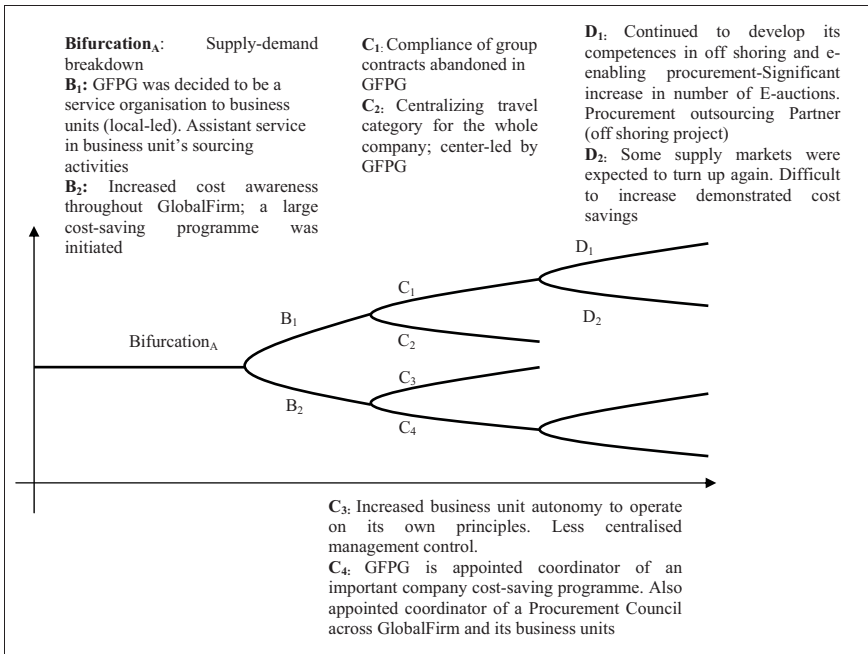 Bifurcation_A: Supply-demand
breakdown
B₁: GFPG was decided to be a
service organisation to business
units (local-led). Assistant service
in business unit's sourcing
activities
B₂: Increased cost awareness
throughout GlobalFirm; a large
cost-saving programme was
initiated
C₁: Compliance of group
contracts abandoned in
GFPG
C₂: Centralizing travel
category for the whole
company; center-led by
GFPG
D₁: Continued to develop its
competences in off shoring and e-
enabling procurement-Significant
increase in number of E-auctions.
Procurement outsourcing Partner
(off shoring project)
D₂: Some supply markets were
expected to turn up again. Difficult
to increase demonstrated cost
savings
Bifurcation_A
B₁
B₂
C₁
C₂
C₃
C₄
D₁
D₂
C₃: Increased business unit autonomy to operate
on its own principles. Less centralised
management control.
C₄: GFPG is appointed coordinator of an
important company cost-saving programme. Also
appointed coordinator of a Procurement Council
across GlobalFirm and its business units